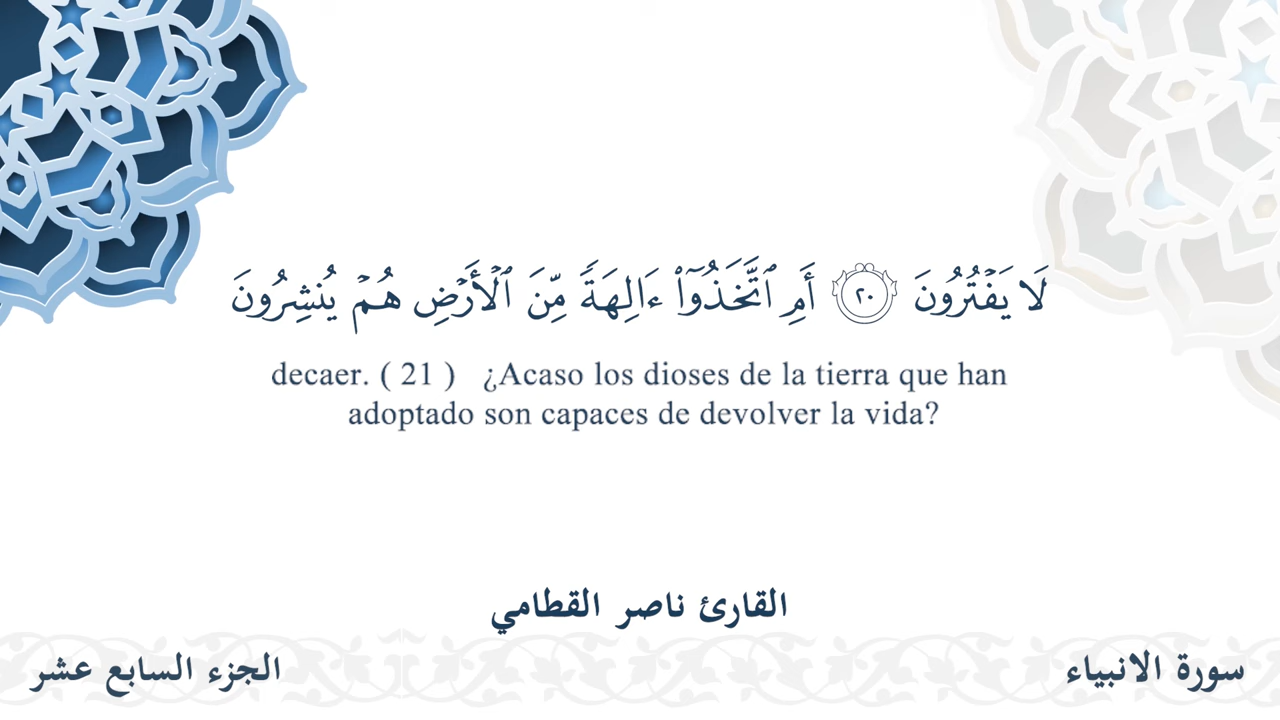 لَا يَفْتُرُونَ ٢٠ أَمِ ٱتَّخَذُوٓا۟ ءَالِهَةً مِّنَ ٱلْأَرْضِ هُمْ يُنشِرُونَ
decaer. ( 21 ) ¿Acaso los dioses de la tierra que han
adoptado son capaces de devolver la vida?
القارئ ناصر القطامي
سورة الانبياء
الجزء السابع عشر